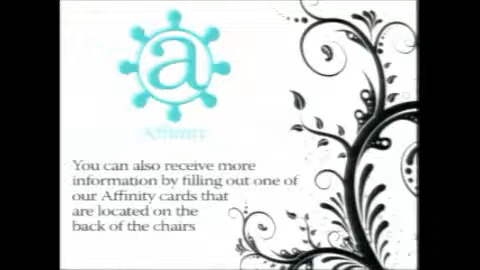 a
Affinity
You can also receive more
information by filling out one of
our Affinity cards that
are located on the
back of the chairs